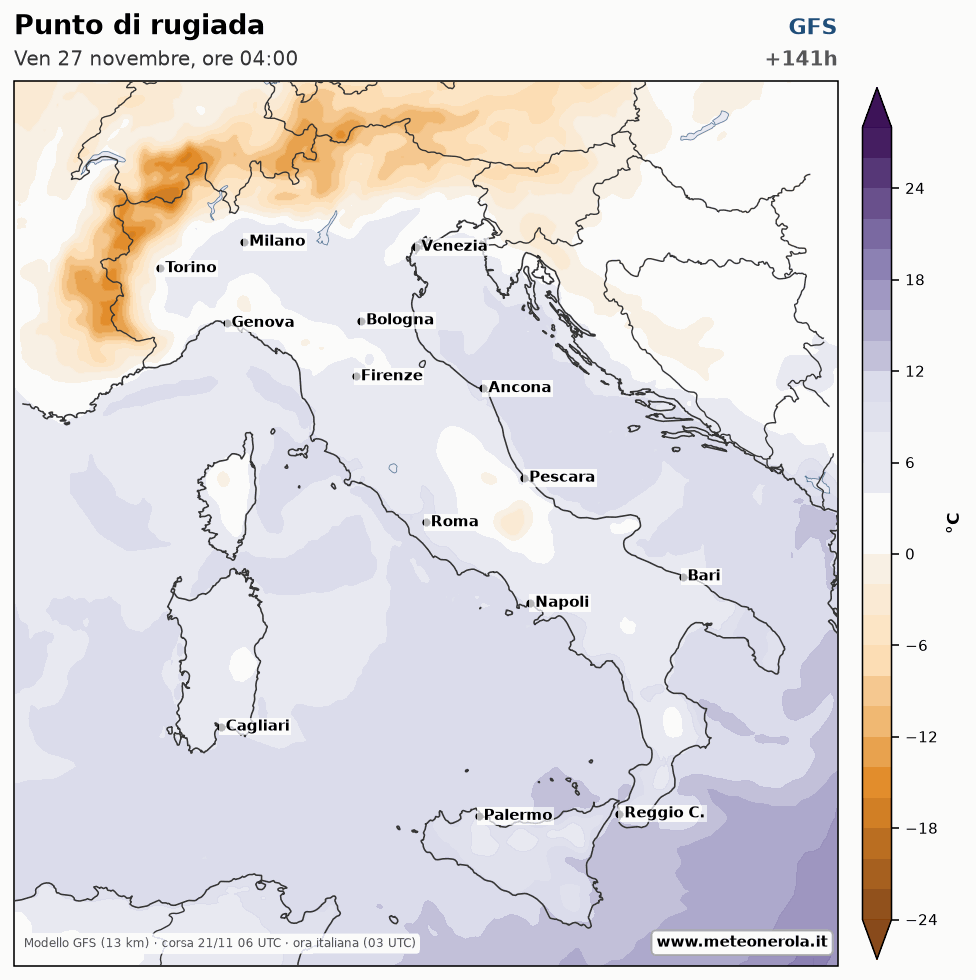 Punto di rugiada
GFS
Ven 27 novembre, ore 04:00
+141h
Milano
Venezia
Torino
Genova
Bologna
Firenze
Ancona
Pescara
Roma
Bari
Napoli
Cagliari
Palermo
Reggio C.
24
18
12
6
0
−6
−12
−18
−24
°C
Modello GFS (13 km) · corsa 21/11 06 UTC · ora italiana (03 UTC)
www.meteonerola.it